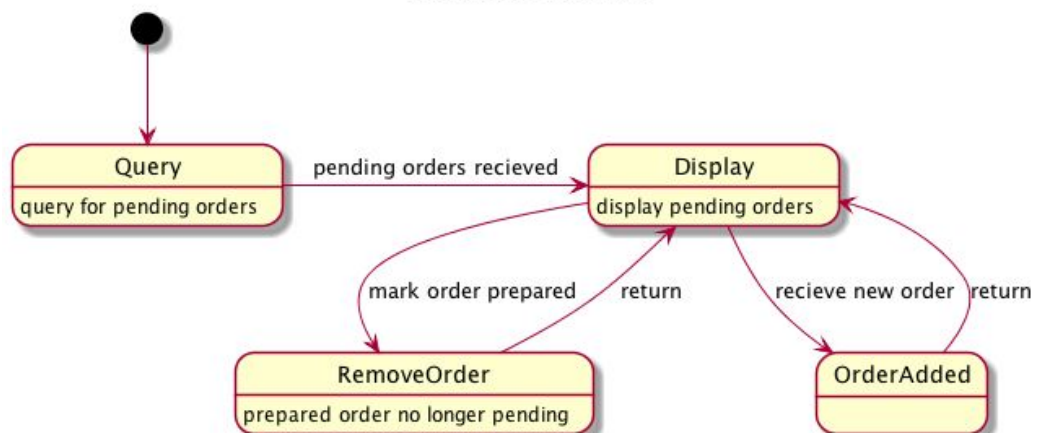 Query
query for pending orders
pending orders recieved
Display
display pending orders
mark order prepared
return
recieve new order
return
RemoveOrder
prepared order no longer pending
OrderAdded